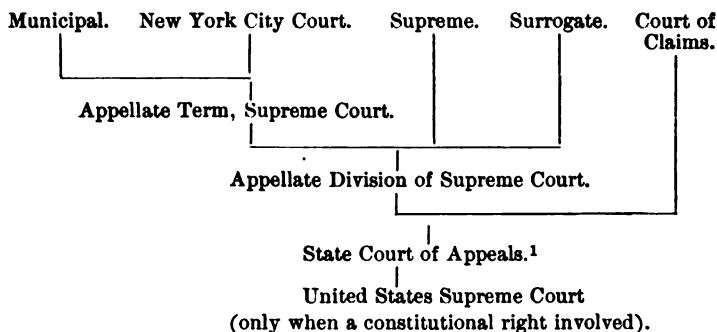 Municipal. New York City Court. Supreme. Surrogate. Court of Claims.
Appellate Term, Supreme Court.
Appellate Division of Supreme Court.
State Court of Appeals.¹
United States Supreme Court
(only when a constitutional right involved).